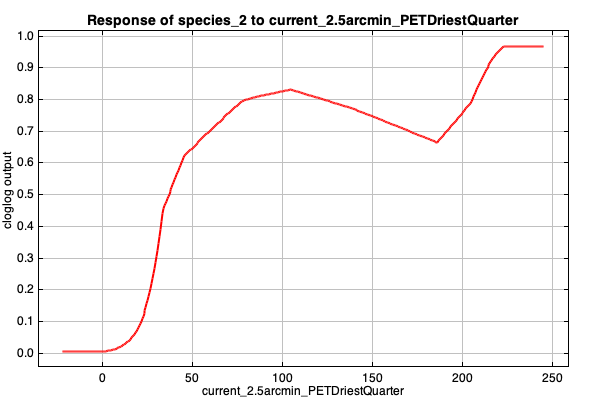 Response of species_2 to current_2.5arcmin_PETDriestQuarter
1.0
0.9
0.8
0.7
0.6
0.5
0.4
0.3
0.2
0.1
0.0
cloglog output
0 50 100 150 200 250
current_2.5arcmin_PETDriestQuarter